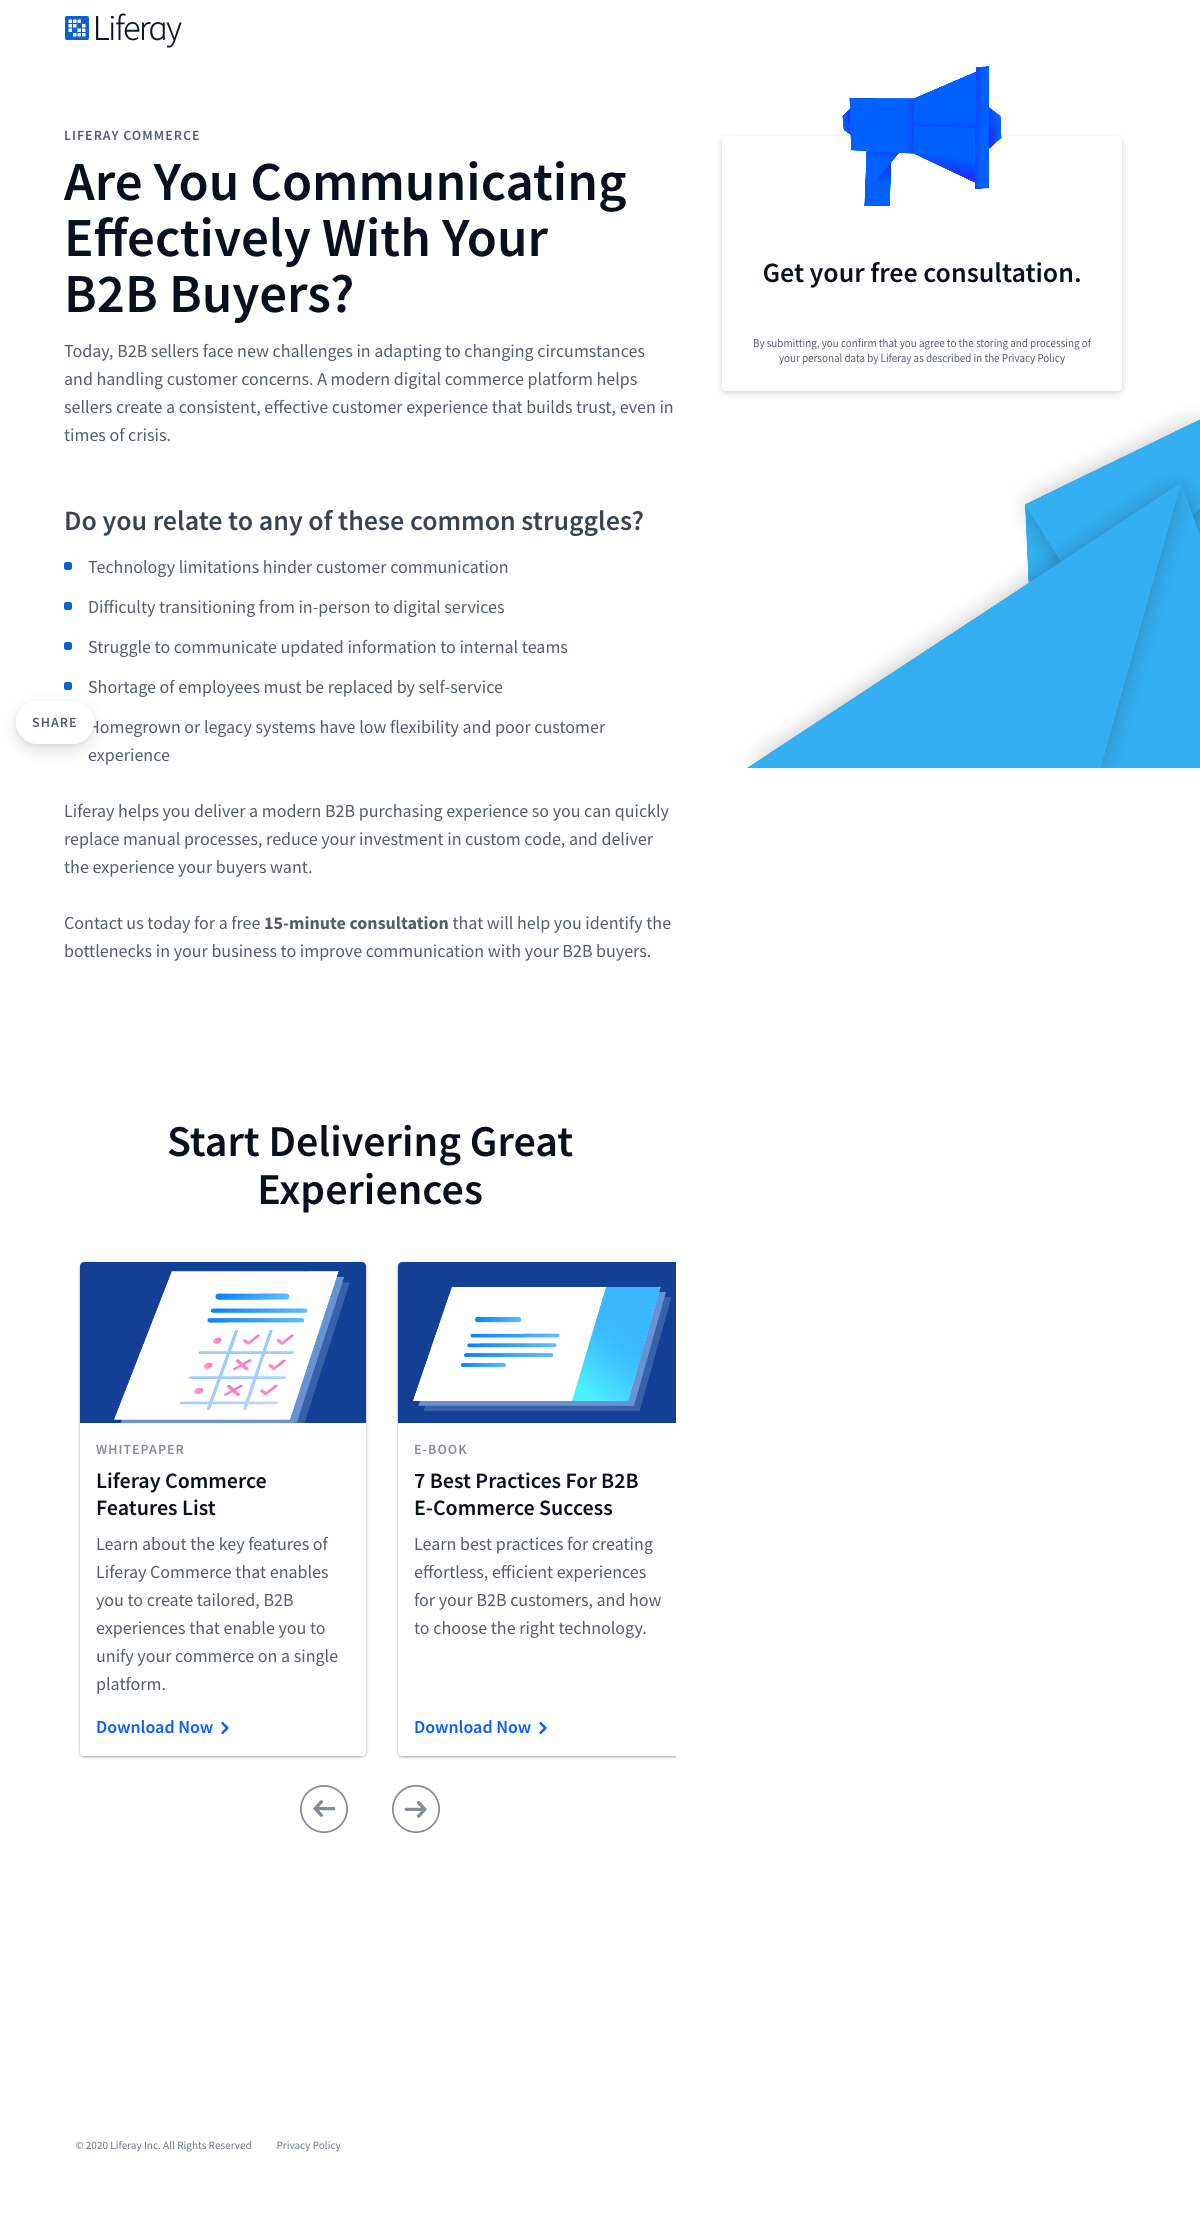 Liferay
LIFERAY COMMERCE
Are You Communicating
Effectively With Your
B2B Buyers?
Today, B2B sellers face new challenges in adapting to changing circumstances
and handling customer concerns. A modern digital commerce platform helps
sellers create a consistent, effective customer experience that builds trust, even in
times of crisis.
Get your free consultation.
By submitting, you confirm that you agree to the storing and processing of
your personal data by Liferay as described in the Privacy Policy
Do you relate to any of these common struggles?
Technology limitations hinder customer communication
Difficulty transitioning from in-person to digital services
Struggle to communicate updated information to internal teams
Shortage of employees must be replaced by self-service
SHARE
Homegrown or legacy systems have low flexibility and poor customer
experience
Liferay helps you deliver a modern B2B purchasing experience so you can quickly
replace manual processes, reduce your investment in custom code, and deliver
the experience your buyers want.
Contact us today for a free 15-minute consultation that will help you identify the
bottlenecks in your business to improve communication with your B2B buyers.
Start Delivering Great
Experiences
WHITEPAPER
Liferay Commerce
Features List
Learn about the key features of
Liferay Commerce that enables
you to create tailored, B2B
experiences that enable you to
unify your commerce on a single
platform.
Download Now
E-BOOK
7 Best Practices For B2B
E-Commerce Success
Learn best practices for creating
effortless, efficient experiences
for your B2B customers, and how
to choose the right technology.
Download Now
© 2020 Liferay Inc. All Rights Reserved Privacy Policy